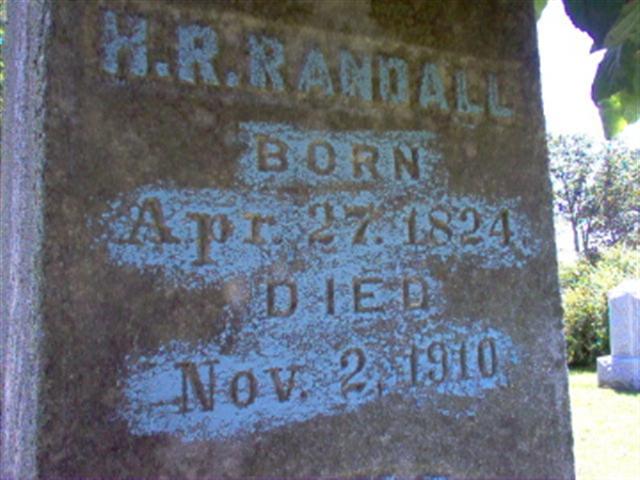 H.R.RANDALL
BORN
Apr. 27. 1824.
DIED
Nov. 2, 1910.